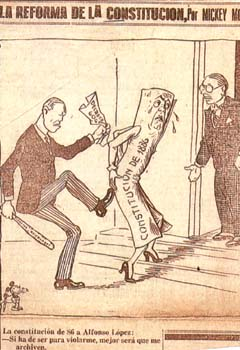 LA REFORMA DE LA CONSTITUCION, Por MICKEY M
CONSTITUCIÓN DE 1886
La constitución de 86 a Alfonso López:
—Si ha de ser para violarme, mejor será que me
archiven.